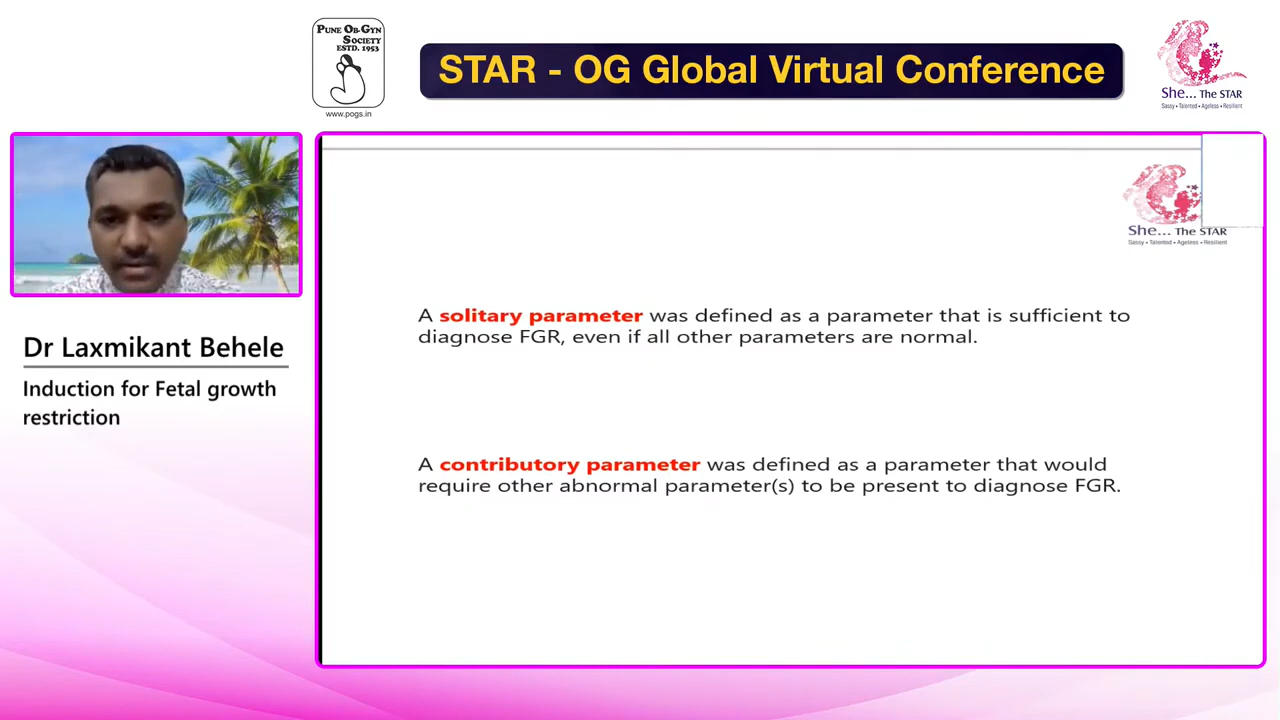 PUNE OB-GYN
SOCIETY
ESTD. 1953
www.pogs.in
STAR - OG Global Virtual Conference
She... The STAR
Sassy • Talented • Ageless • Resilient
Dr Laxmikant Behele
Induction for Fetal growth
restriction
She... The STAR
Sassy • Talented • Ageless • Resilient
A solitary parameter was defined as a parameter that is sufficient to
diagnose FGR, even if all other parameters are normal.
A contributory parameter was defined as a parameter that would
require other abnormal parameter(s) to be present to diagnose FGR.